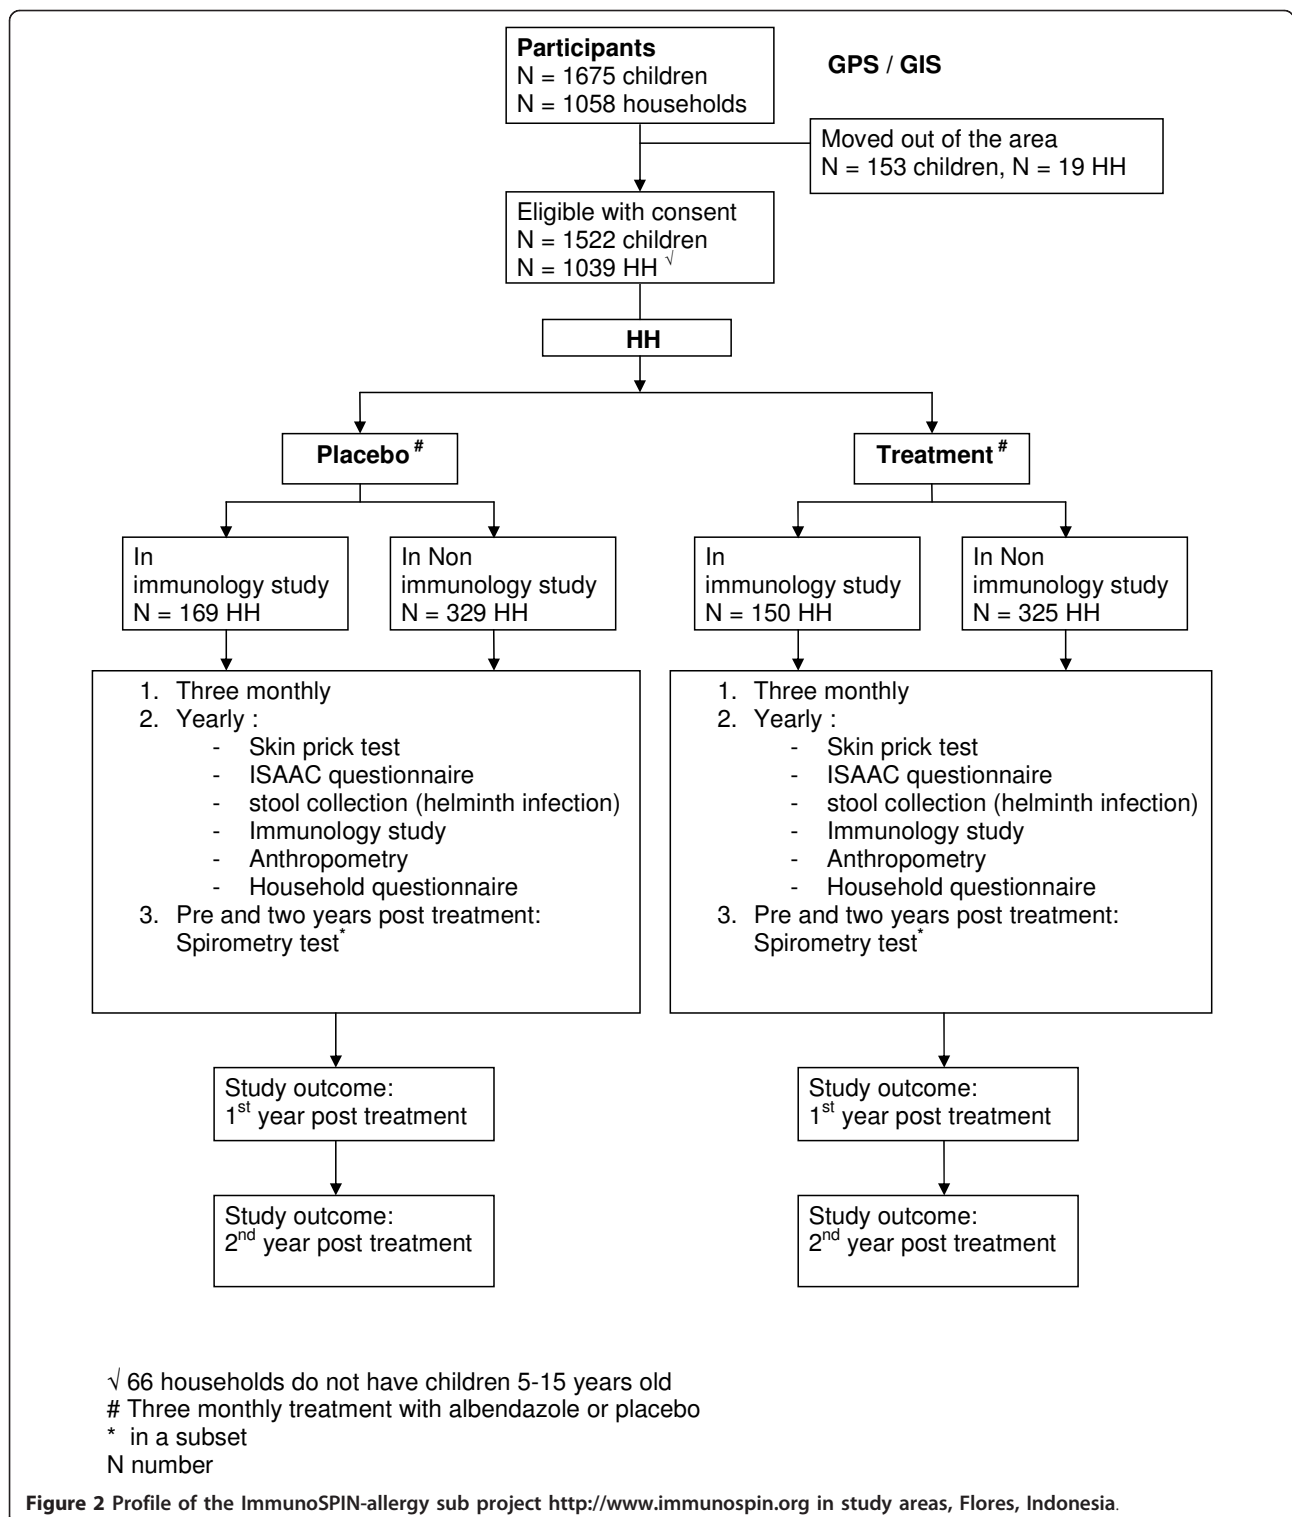 Participants
N = 1675 children
N = 1058 households
GPS / GIS
Moved out of the area
N = 153 children, N = 19 HH
Eligible with consent
N = 1522 children
N = 1039 HH √
HH
Placebo #
Treatment #
In
immunology study
N = 169 HH
In Non
immunology study
N = 329 HH
In
immunology study
N = 150 HH
In Non
immunology study
N = 325 HH
1. Three monthly
2. Yearly :
- Skin prick test
- ISAAC questionnaire
- stool collection (helminth infection)
- Immunology study
- Anthropometry
- Household questionnaire
3. Pre and two years post treatment:
Spirometry test*
1. Three monthly
2. Yearly :
- Skin prick test
- ISAAC questionnaire
- stool collection (helminth infection)
- Immunology study
- Anthropometry
- Household questionnaire
3. Pre and two years post treatment:
Spirometry test*
Study outcome:
1st year post treatment
Study outcome:
1st year post treatment
Study outcome:
2nd year post treatment
Study outcome:
2nd year post treatment
√ 66 households do not have children 5-15 years old
# Three monthly treatment with albendazole or placebo
* in a subset
N number
Figure 2 Profile of the ImmunoSPIN-allergy sub project http://www.immunospin.org in study areas, Flores, Indonesia.